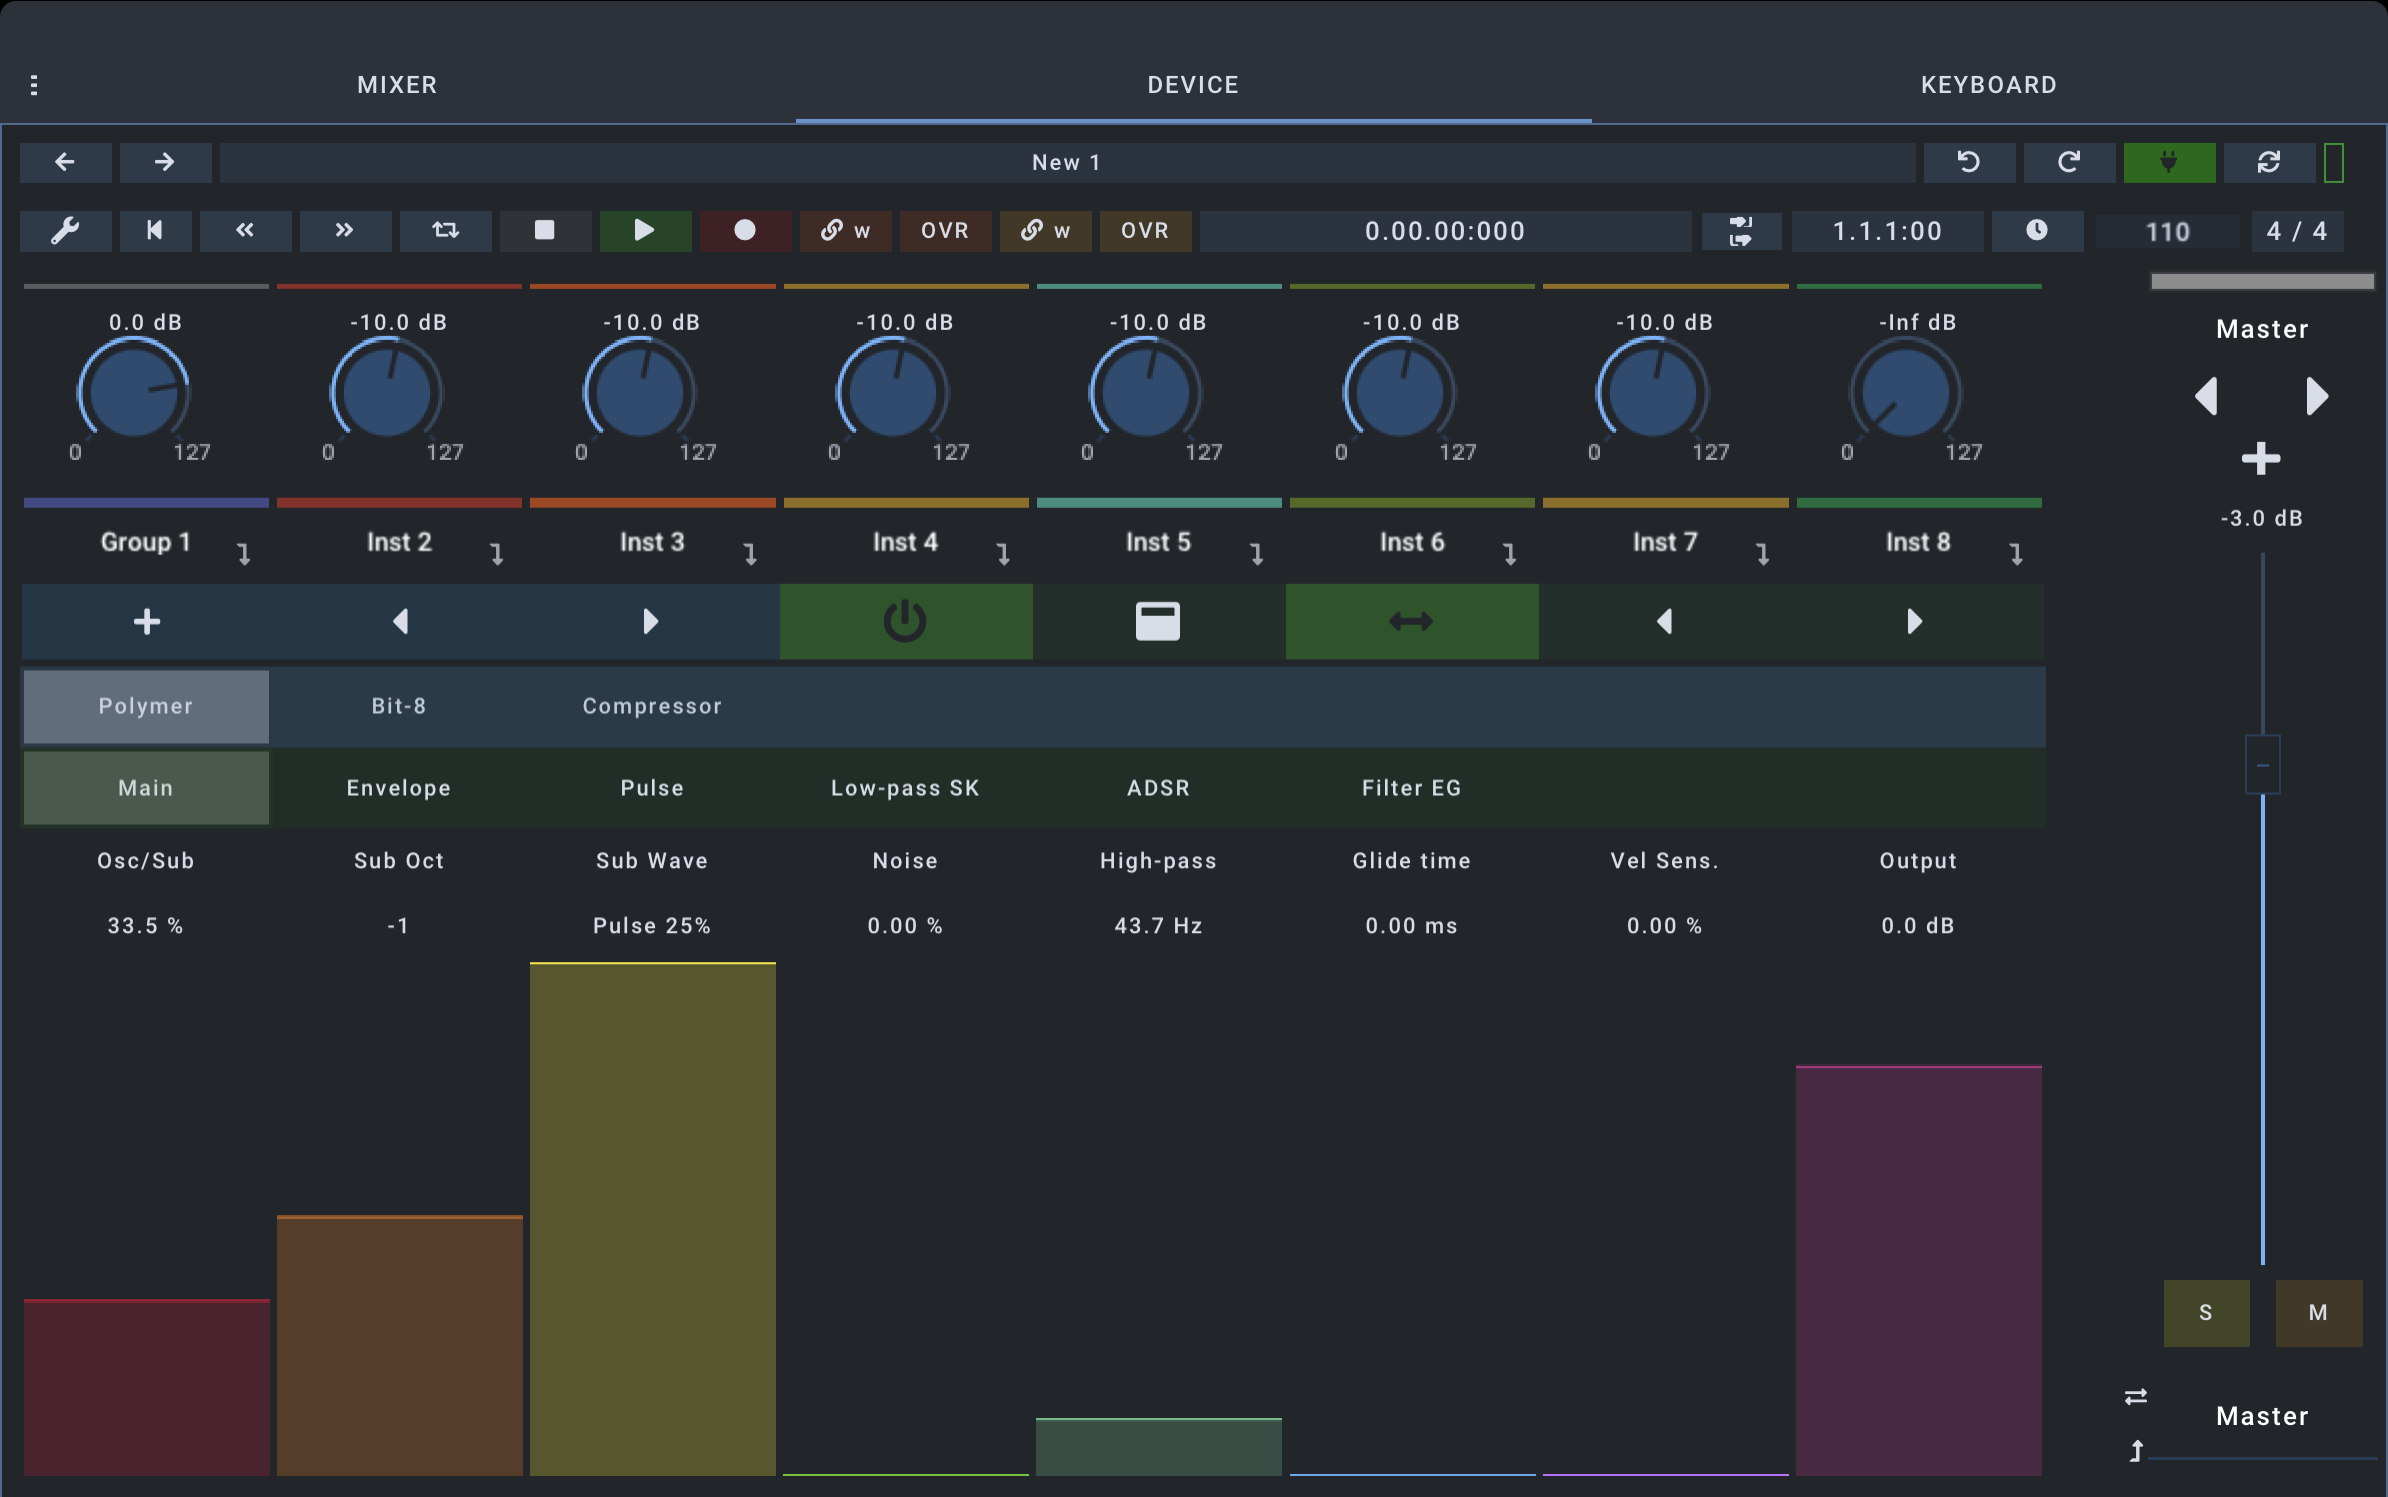 MIXER DEVICE KEYBOARD
New 1
w OVR w OVR 0.00.00:000 1.1.1:00 110 4 / 4
0.0 dB -10.0 dB -10.0 dB -10.0 dB -10.0 dB -10.0 dB -10.0 dB -Inf dB
Master
0 127 0 127 0 127 0 127 0 127 0 127 0 127 0 127
-3.0 dB
Group 1 Inst 2 Inst 3 Inst 4 Inst 5 Inst 6 Inst 7 Inst 8
Polymer Bit-8 Compressor
Main Envelope Pulse Low-pass SK ADSR Filter EG
Osc/Sub Sub Oct Sub Wave Noise High-pass Glide time Vel Sens. Output
33.5 % -1 Pulse 25% 0.00 % 43.7 Hz 0.00 ms 0.00 % 0.0 dB
S M
Master